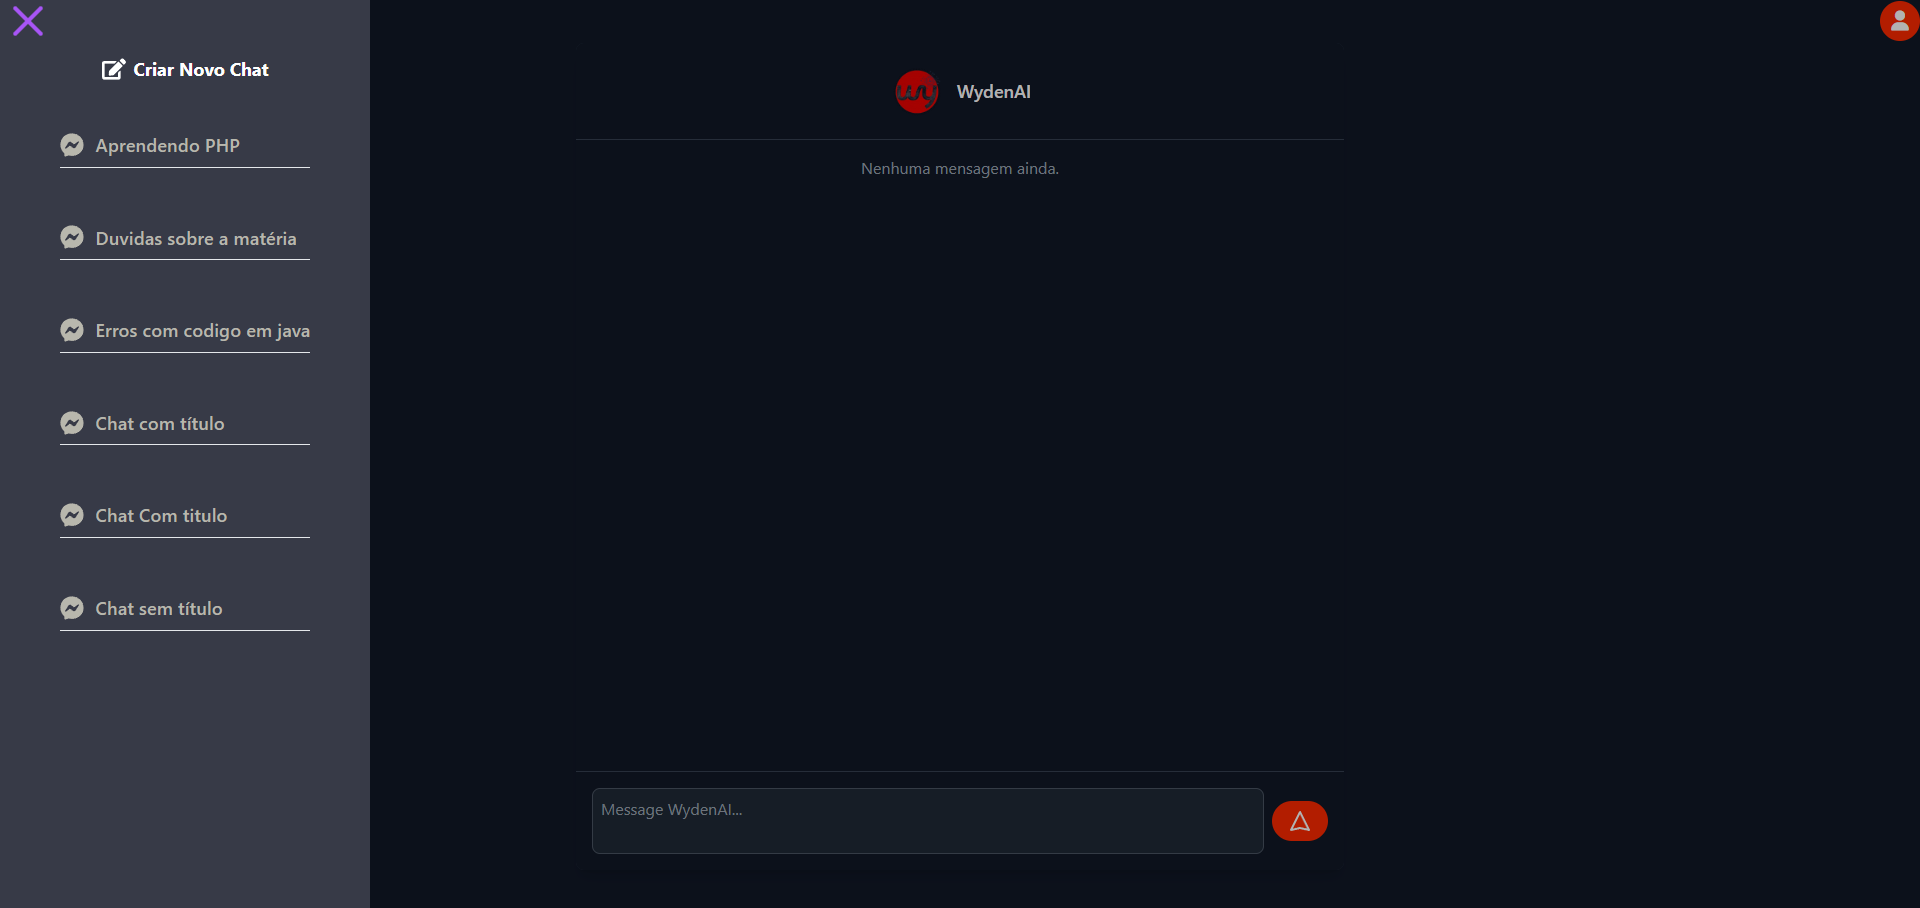 Criar Novo Chat
Aprendendo PHP
Duvidas sobre a matéria
Erros com codigo em java
Chat com título
Chat Com titulo
Chat sem título
WydenAI
Nenhuma mensagem ainda.
Message WydenAI...